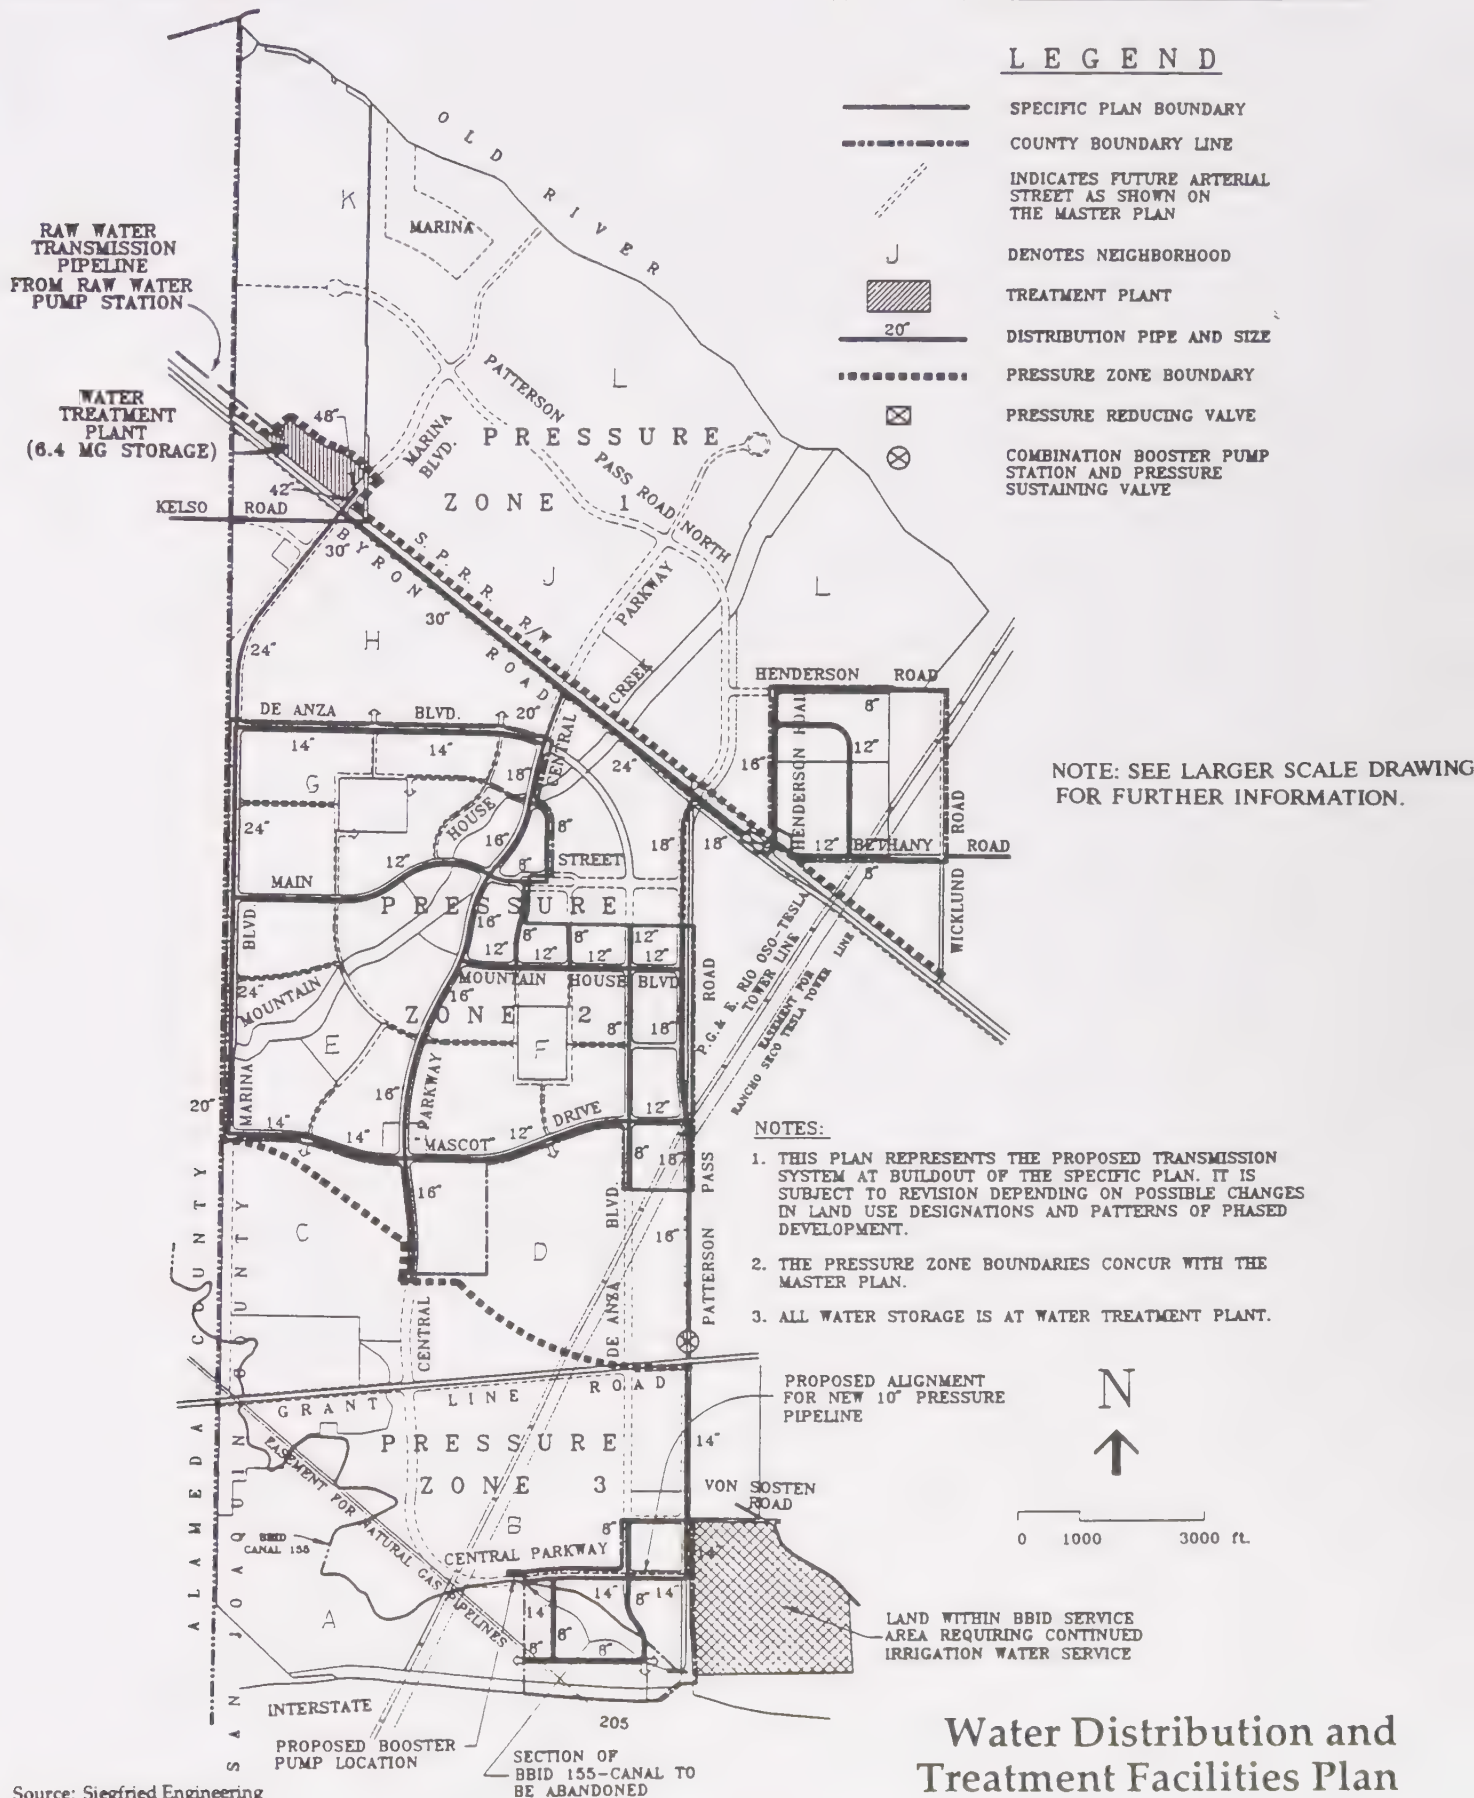 LEGEND
SPECIFIC PLAN BOUNDARY
COUNTY BOUNDARY LINE
INDICATES FUTURE ARTERIAL
STREET AS SHOWN ON
THE MASTER PLAN
J
DENOTES NEIGHBORHOOD
TREATMENT PLANT
20"
DISTRIBUTION PIPE AND SIZE
PRESSURE ZONE BOUNDARY
PRESSURE REDUCING VALVE
COMBINATION BOOSTER PUMP
STATION AND PRESSURE
SUSTAINING VALVE
OLD RIVER
K
MARINA
RAW WATER
TRANSMISSION
PIPELINE
FROM RAW WATER
PUMP STATION
WATER
TREATMENT
PLANT
(6.4 MG STORAGE)
48"
42"
MARINA
BLVD.
PATTERSON
PASS ROAD NORTH
L
PRESSURE
ZONE 1
KELSO ROAD
30"
BYRON ROAD
S. P. R. R. R/W
30"
J
PARKWAY
CREEK
L
H
24"
HENDERSON ROAD
8"
HENDERSON ROAD
12"
16"
WICKLUND ROAD
12"
BETHANY ROAD
8"
NOTE: SEE LARGER SCALE DRAWING
FOR FURTHER INFORMATION.
DE ANZA BLVD.
20"
14"
14"
18"
CENTRAL
24"
G
HOUSE
24"
16"
8"
18"
18"
12"
8"
STREET
MAIN
PRESSURE
BLVD
16"
8"
8"
12"
12"
12"
12"
12"
MOUNTAIN HOUSE BLVD
ROAD
24"
MOUNTAIN
16"
ZONE 2
8"
18"
E
F
P.G.& E. RIO OSO-TESLA
TOWER LINE
EASEMENT FOR
RANCHO SECO TESLA TOWER LINE
MARINA
20"
16"
PARKWAY
14"
14"
"MASCOT"
12"
DRIVE
12"
8"
18"
16"
C
D
DE ANZA BLVD.
16"
PATTERSON PASS
CENTRAL
DE ANZA
NOTES:
1. THIS PLAN REPRESENTS THE PROPOSED TRANSMISSION
SYSTEM AT BUILDOUT OF THE SPECIFIC PLAN. IT IS
SUBJECT TO REVISION DEPENDING ON POSSIBLE CHANGES
IN LAND USE DESIGNATIONS AND PATTERNS OF PHASED
DEVELOPMENT.
2. THE PRESSURE ZONE BOUNDARIES CONCUR WITH THE
MASTER PLAN.
3. ALL WATER STORAGE IS AT WATER TREATMENT PLANT.
ALAMEDA COUNTY
SAN JOAQUIN COUNTY
GRANT LINE ROAD
PROPOSED ALIGNMENT
FOR NEW 10" PRESSURE
PIPELINE
N
PRESSURE
ZONE 3
14"
EASEMENT FOR NATURAL GAS PIPELINES
BBID
CANAL 155
VON SOSTEN
ROAD
0 1000 3000 ft.
B
8"
CENTRAL PARKWAY
14"
14"
8"
14
8"
8"
8"
A
LAND WITHIN BBID SERVICE
AREA REQUIRING CONTINUED
IRRIGATION WATER SERVICE
INTERSTATE
205
PROPOSED BOOSTER
PUMP LOCATION
SECTION OF
BBID 155-CANAL TO
BE ABANDONED
Water Distribution and
Treatment Facilities Plan
Source: Siegfried Engineering